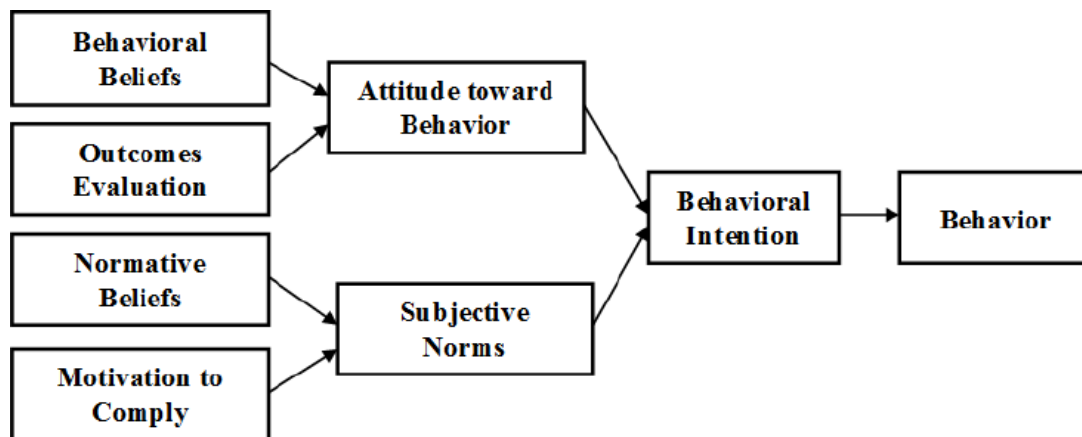 Behavioral
Beliefs
Outcomes
Evaluation
Normative
Beliefs
Motivation to
Comply
Attitude toward
Behavior
Subjective
Norms
Behavioral
Intention
Behavior